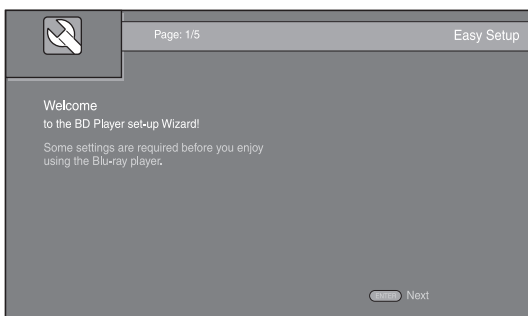 Page: 1/5
Easy Setup
Welcome
to the BD Player set-up Wizard!
Some settings are required before you enjoy
using the Blu-ray player.
ENTER Next